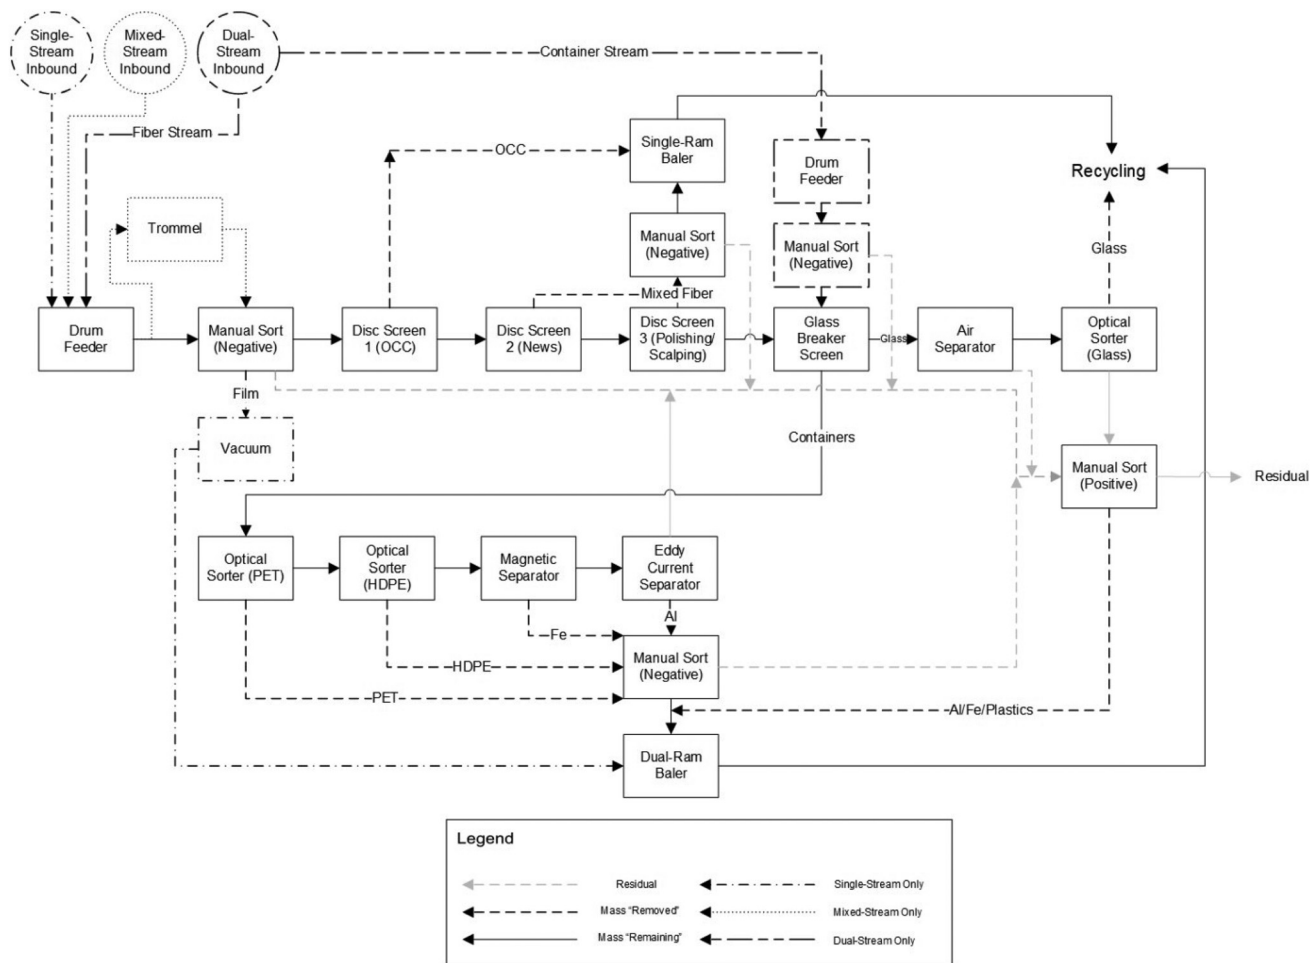 Single-
Stream
Inbound
Mixed-
Stream
Inbound
Dual-
Stream
Inbound
Container Stream
Fiber Stream
OCC
Single-Ram
Baler
Drum
Feeder
Recycling
Trommel
Manual Sort
(Negative)
Manual Sort
(Negative)
Glass
Mixed Fiber
Drum
Feeder
Manual Sort
(Negative)
Disc Screen
1 (OCC)
Disc Screen
2 (News)
Disc Screen
3 (Polishing/
Scalping)
Glass
Breaker
Screen
Glass
Air
Separator
Optical
Sorter
(Glass)
Film
Vacuum
Containers
Manual Sort
(Positive)
Residual
Optical
Sorter (PET)
Optical
Sorter
(HDPE)
Magnetic
Separator
Eddy
Current
Separator
Al
Fe
HDPE
PET
Manual Sort
(Negative)
Al/Fe/Plastics
Dual-Ram
Baler
Legend
Residual
Single-Stream Only
Mass “Removed”
Mixed-Stream Only
Mass “Remaining”
Dual-Stream Only